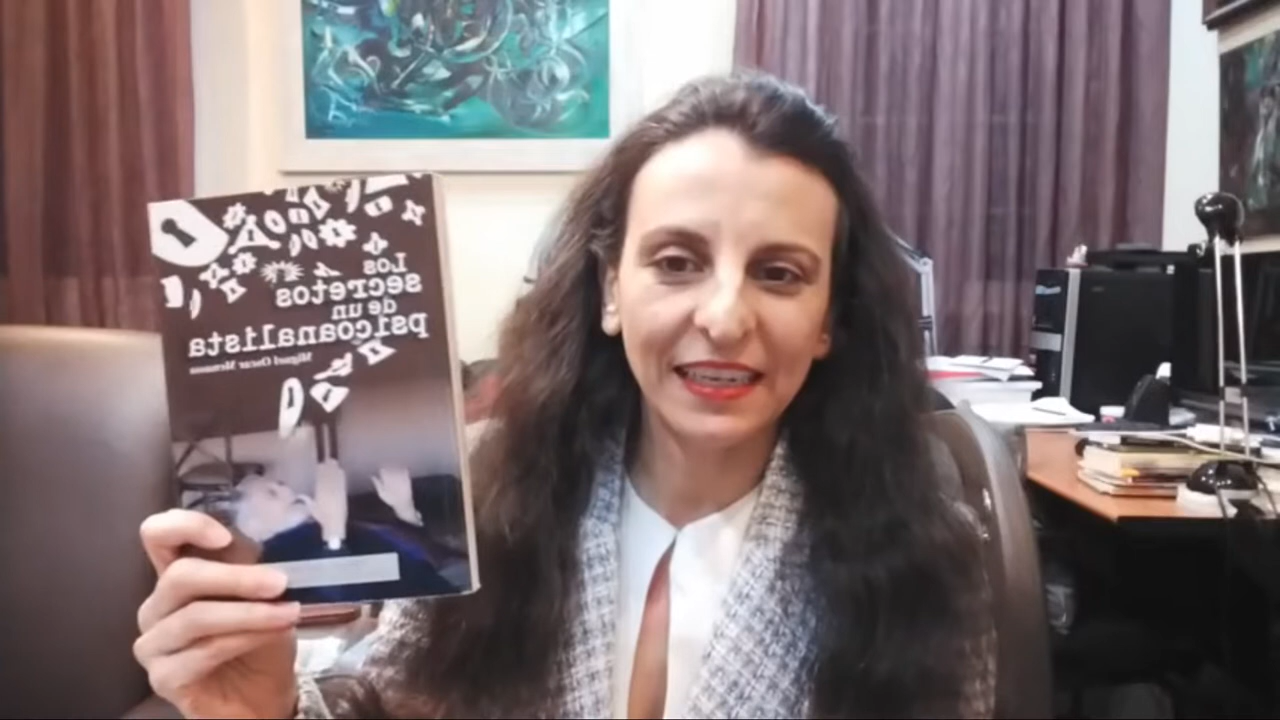 Los
secretos
de un
psicoanalista
Miguel Oscar Menassa